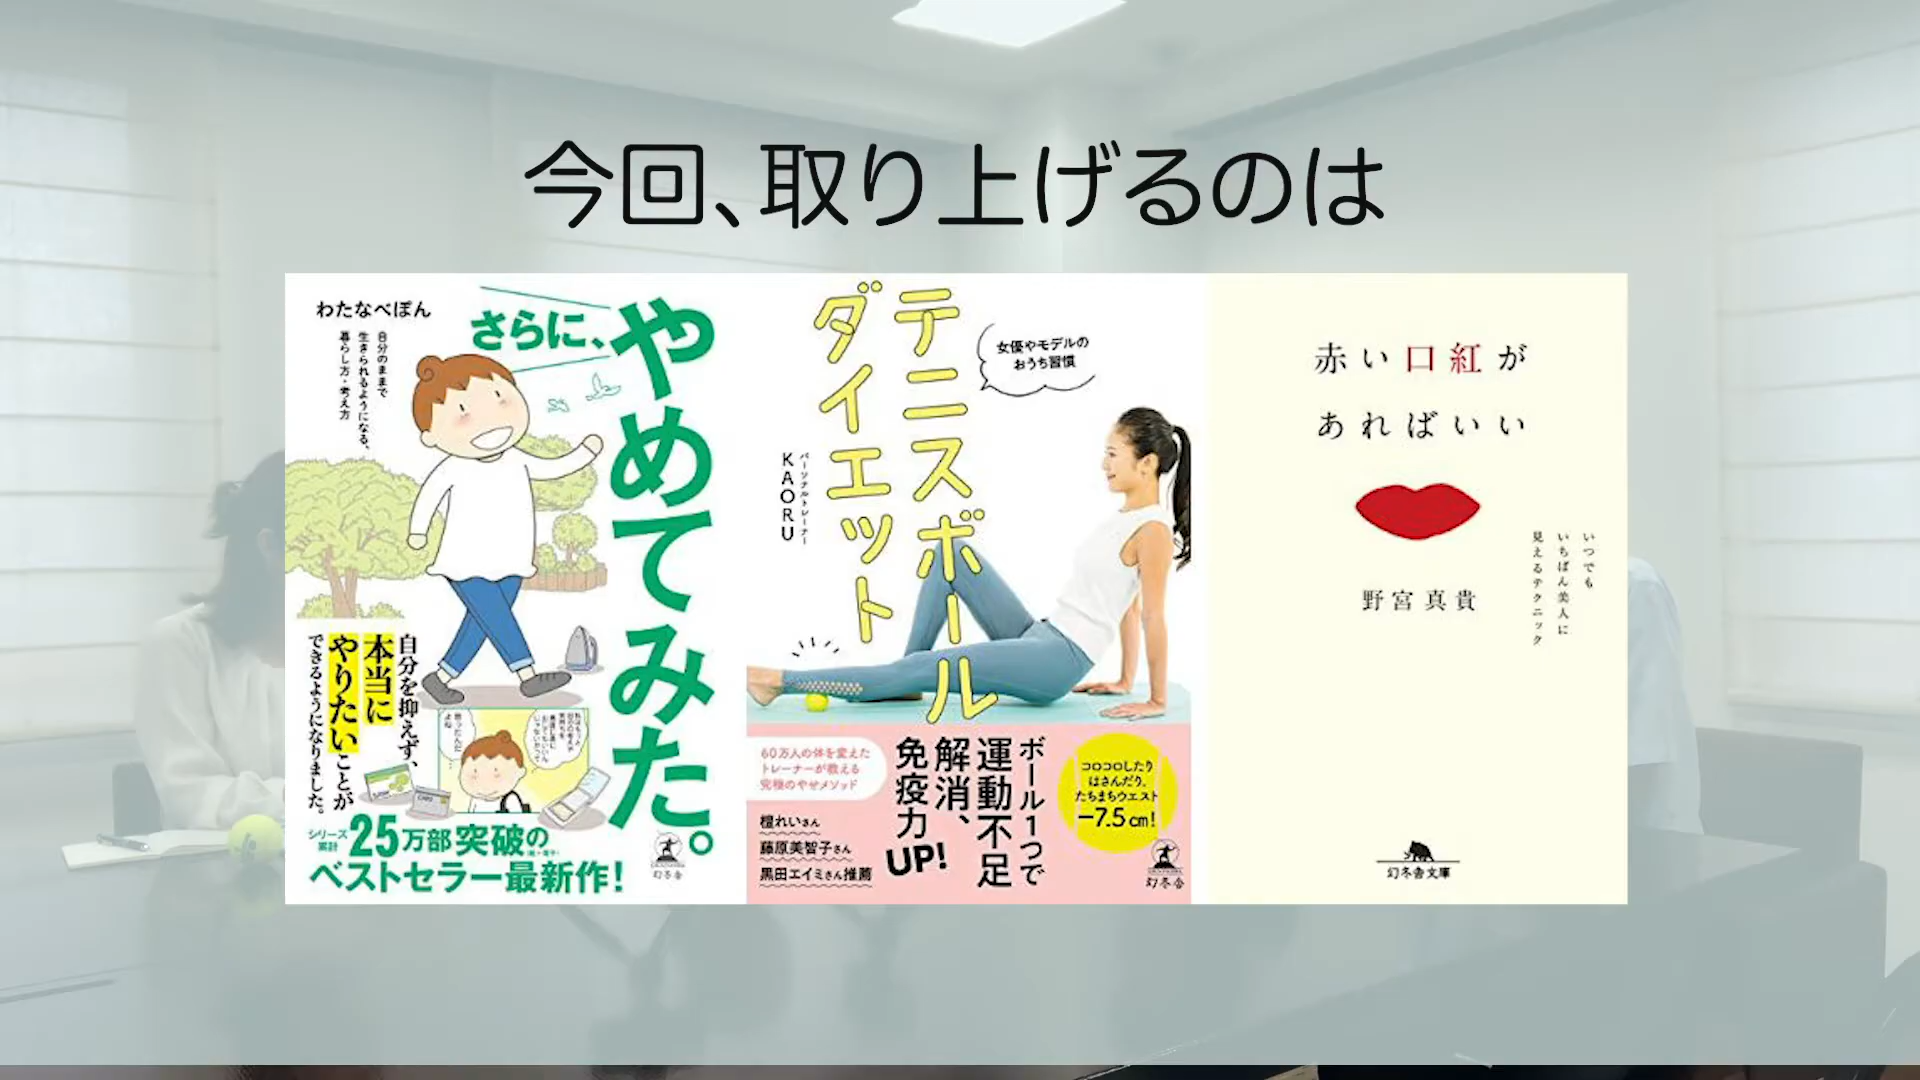 今回、取り上げるのは
わたなべぽん
自分のままで
生きられるようになる、
暮らし方・考え方
さらに、
やめてみた。
自分を抑えず、
本当に
やりたいことが
できるようになりました。
シリーズ
累計
25万部突破の
ベストセラー最新作!
幻冬舎
テニスボール
ダイエット
女優やモデルの
おうち習慣
パーソナルトレーナー
KAORU
60万人の体を変えた
トレーナーが教える
究極のやせメソッド
檀れいさん
藤原美智子さん
黒田エイミさん推薦
ボール1つで
運動不足
解消、
免疫力
UP!
コロコロしたり
はさんだり。
たちまちウエスト
−7.5cm!
幻冬舎
赤い口紅が
あればいい
いつでも
いちばん美人に
見えるテクニック
野宮真貴
幻冬舎文庫